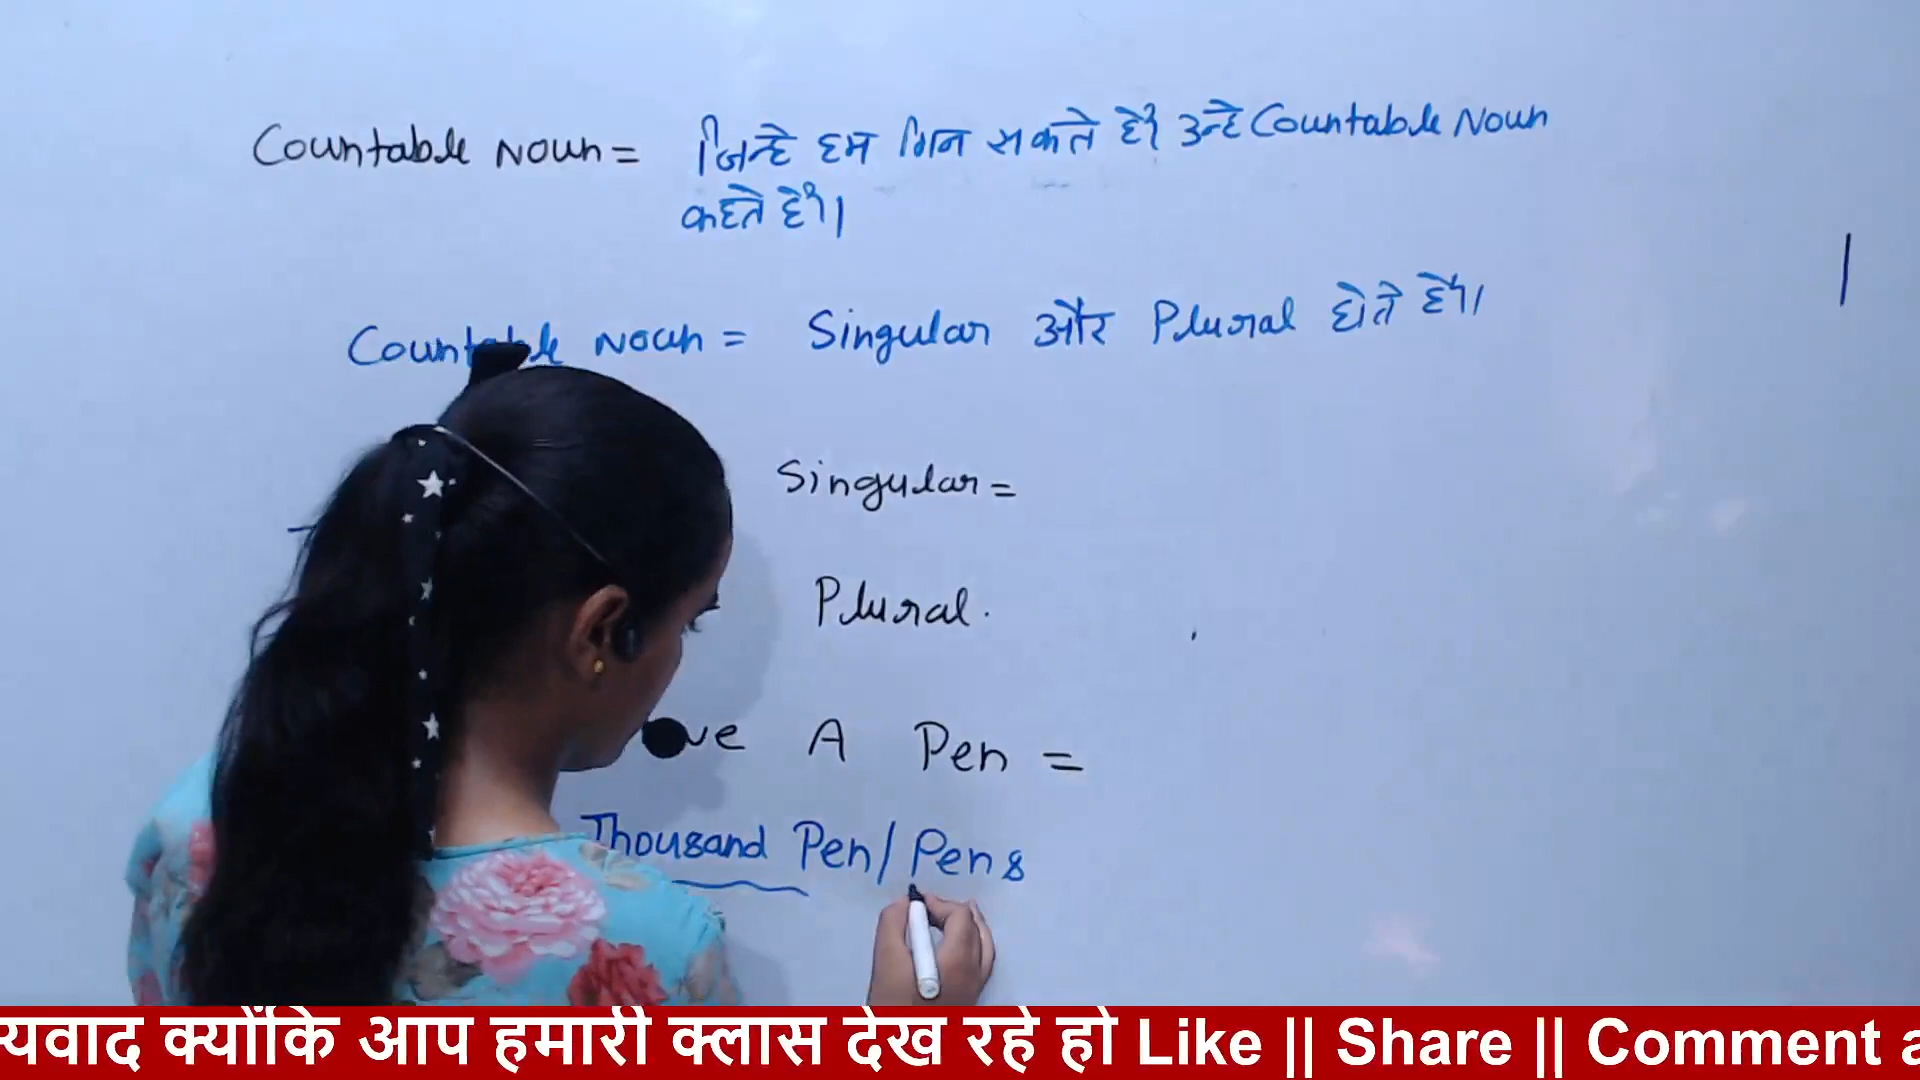 Countable Noun = जिन्हे हम गिन सकते हैं उन्हे Countable Noun
कहते हैं।
Countable Noun = Singular और Plural होते हैं।
Singular =
Plural.
A Pen =
Thousand Pen/Pens
क्योंकि आप हमारी क्लास देख रहे हो Like || Share || Comment